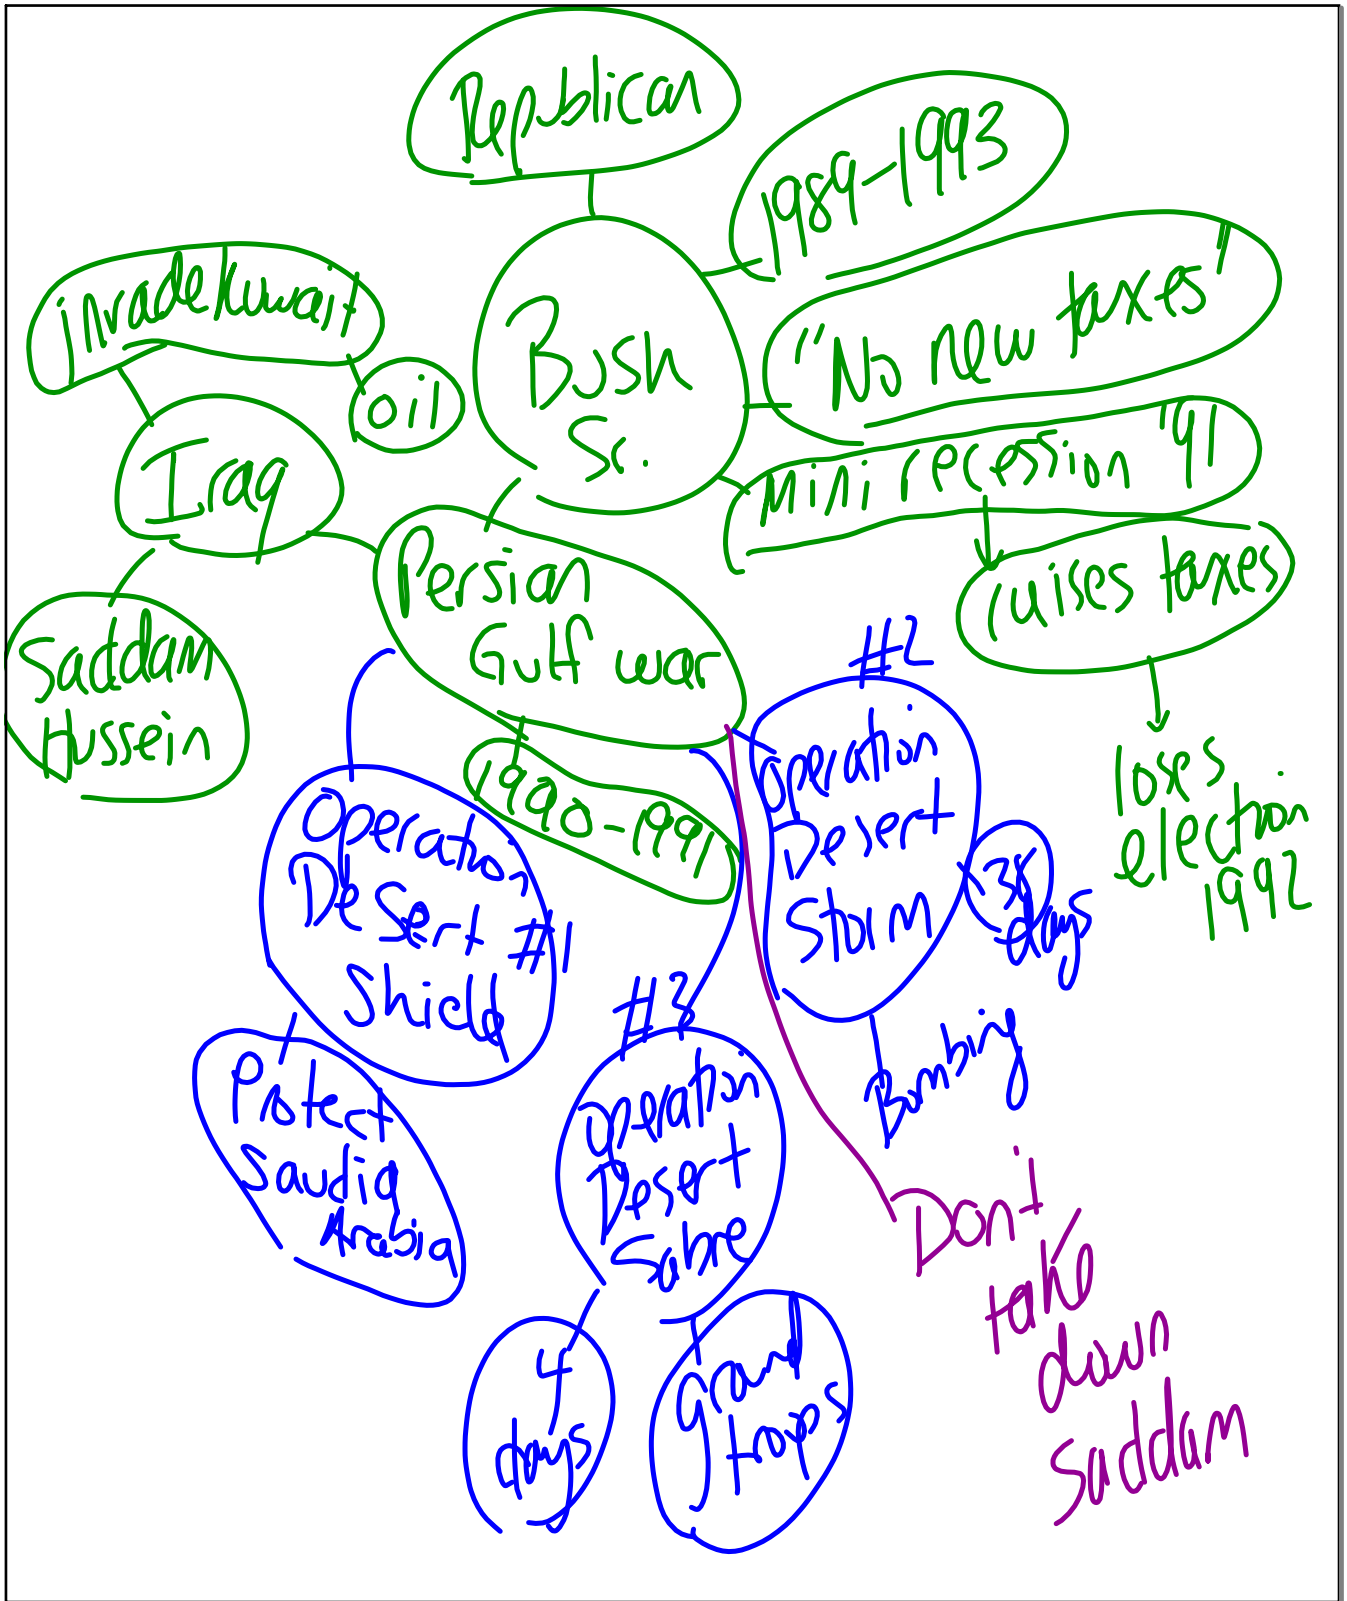 Republican
1989-1993
Bush
Sr.
"No new taxes"
invade Kuwait
oil
Iraq
Mini recession '91
raises taxes
loses
election
1992
Persian
Gulf war
Saddam
Hussein
1990-1991
Operation
Desert #1
Shield
Protect
Saudia
Arabia
#2
Operation
Desert
Storm
days
Bombing
#3
Operation
Desert
Sabre
4
days
ground
troops
Don't
take
down
Saddam